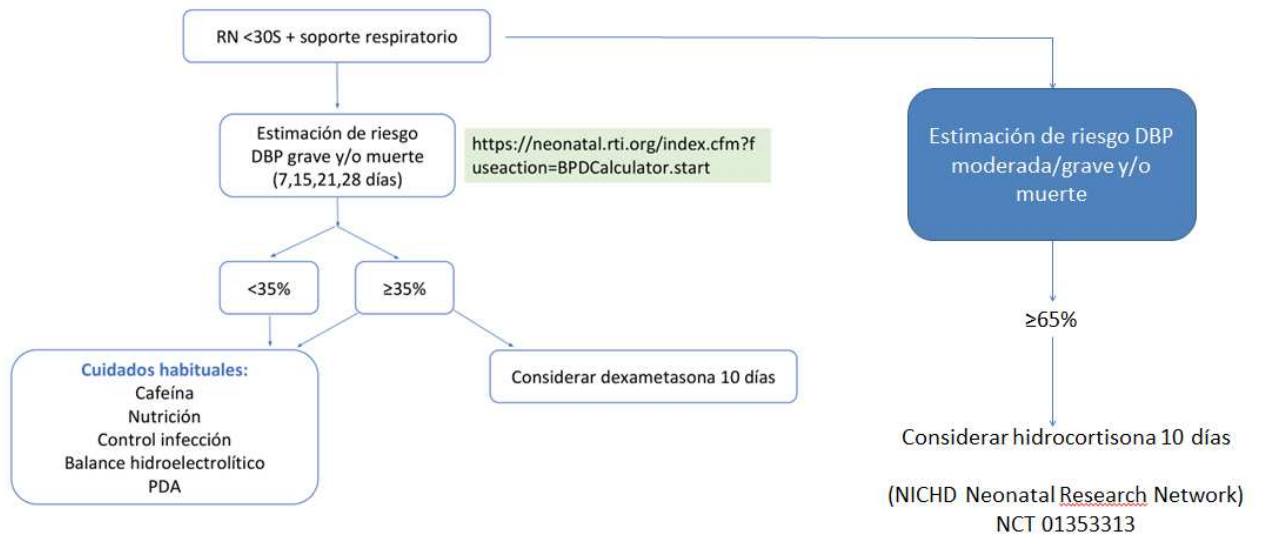 RN <30S + soporte respiratorio
Estimación de riesgo
DBP grave y/o muerte
(7,15,21,28 días)
https://neonatal.rti.org/index.cfm?f
useaction=BPDCalculator.start
<35%
≥35%
Cuidados habituales:
Cafeína
Nutrición
Control infección
Balance hidroelectrolítico
PDA
Considerar dexametasona 10 días
Estimación de riesgo DBP
moderada/grave y/o
muerte
≥65%
Considerar hidrocortisona 10 días
(NICHD Neonatal Research Network)
NCT 01353313